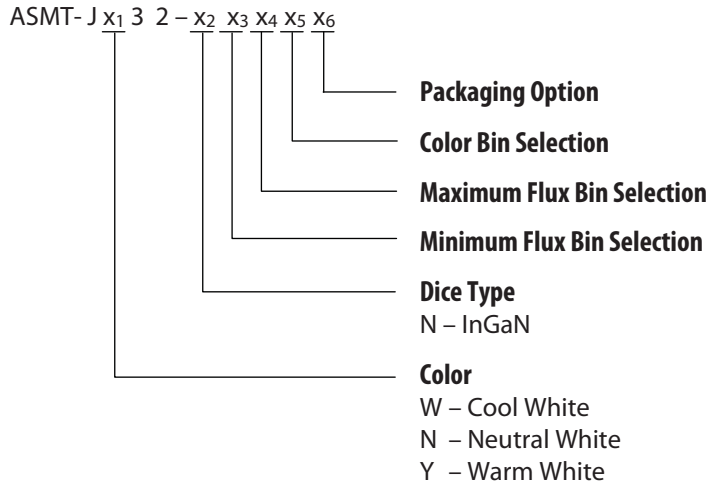 ASMT- J x1 3 2 – x2 x3 x4 x5 x6
Packaging Option
Color Bin Selection
Maximum Flux Bin Selection
Minimum Flux Bin Selection
Dice Type
N – InGaN
Color
W – Cool White
N – Neutral White
Y – Warm White